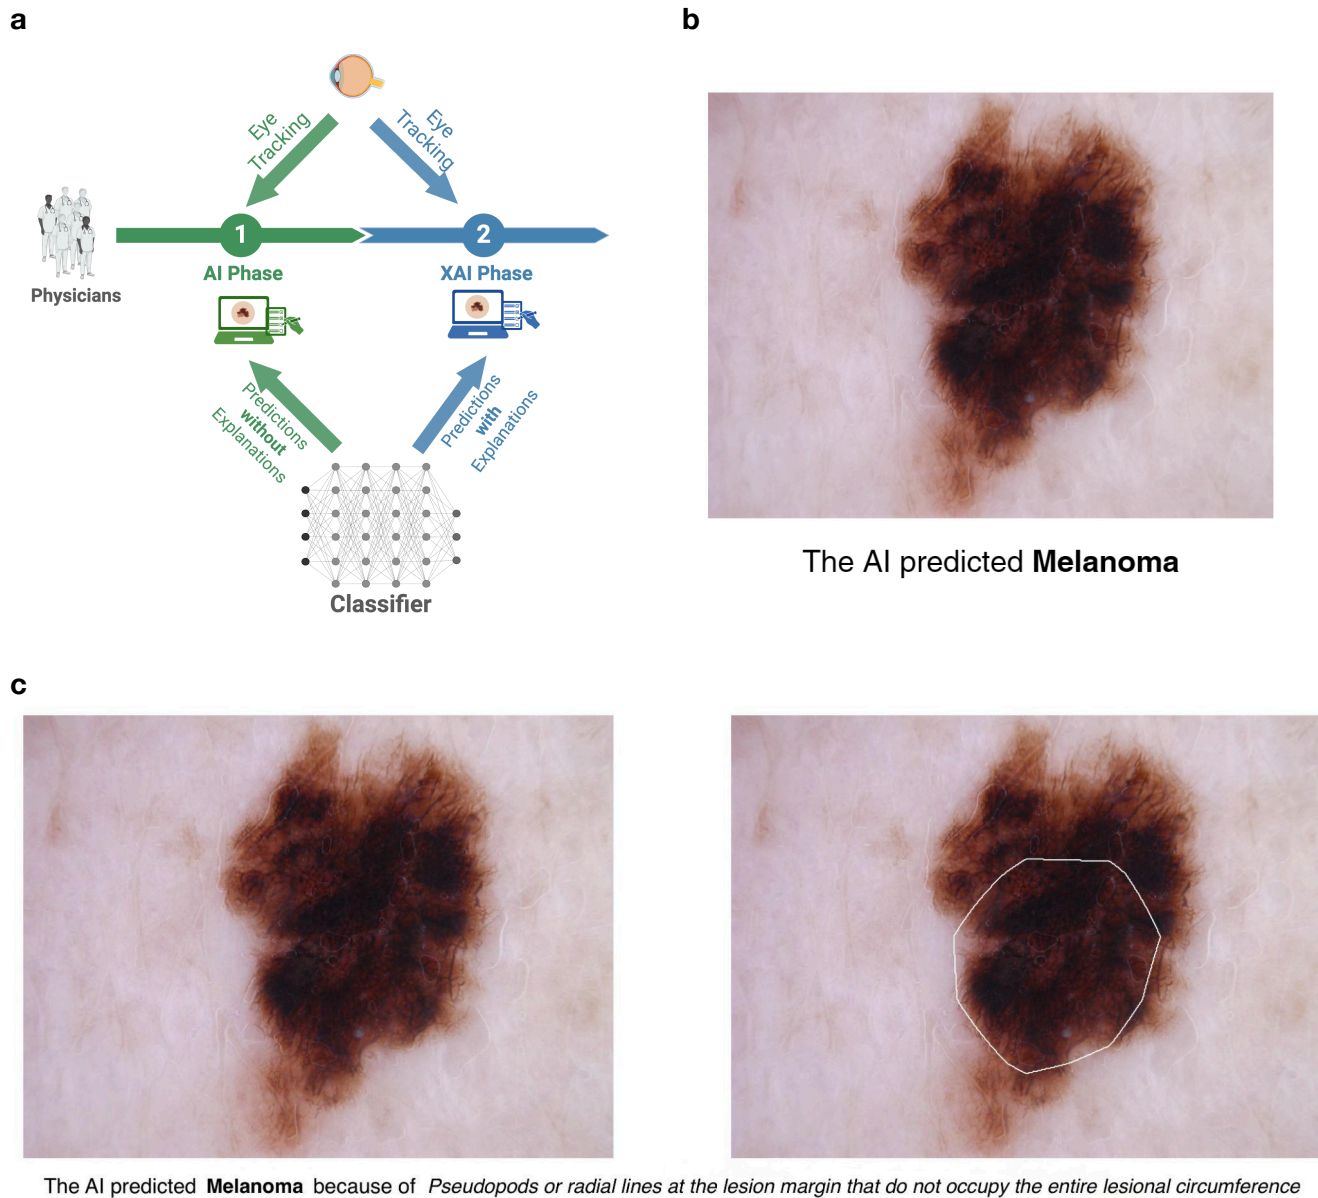 a
Eye
Tracking
Eye
Tracking
1
2
AI Phase
XAI Phase
Physicians
Predictions
without
Explanations
Predictions
with
Explanations
Classifier
b
The AI predicted Melanoma
c
The AI predicted Melanoma because of Pseudopods or radial lines at the lesion margin that do not occupy the entire lesional circumference